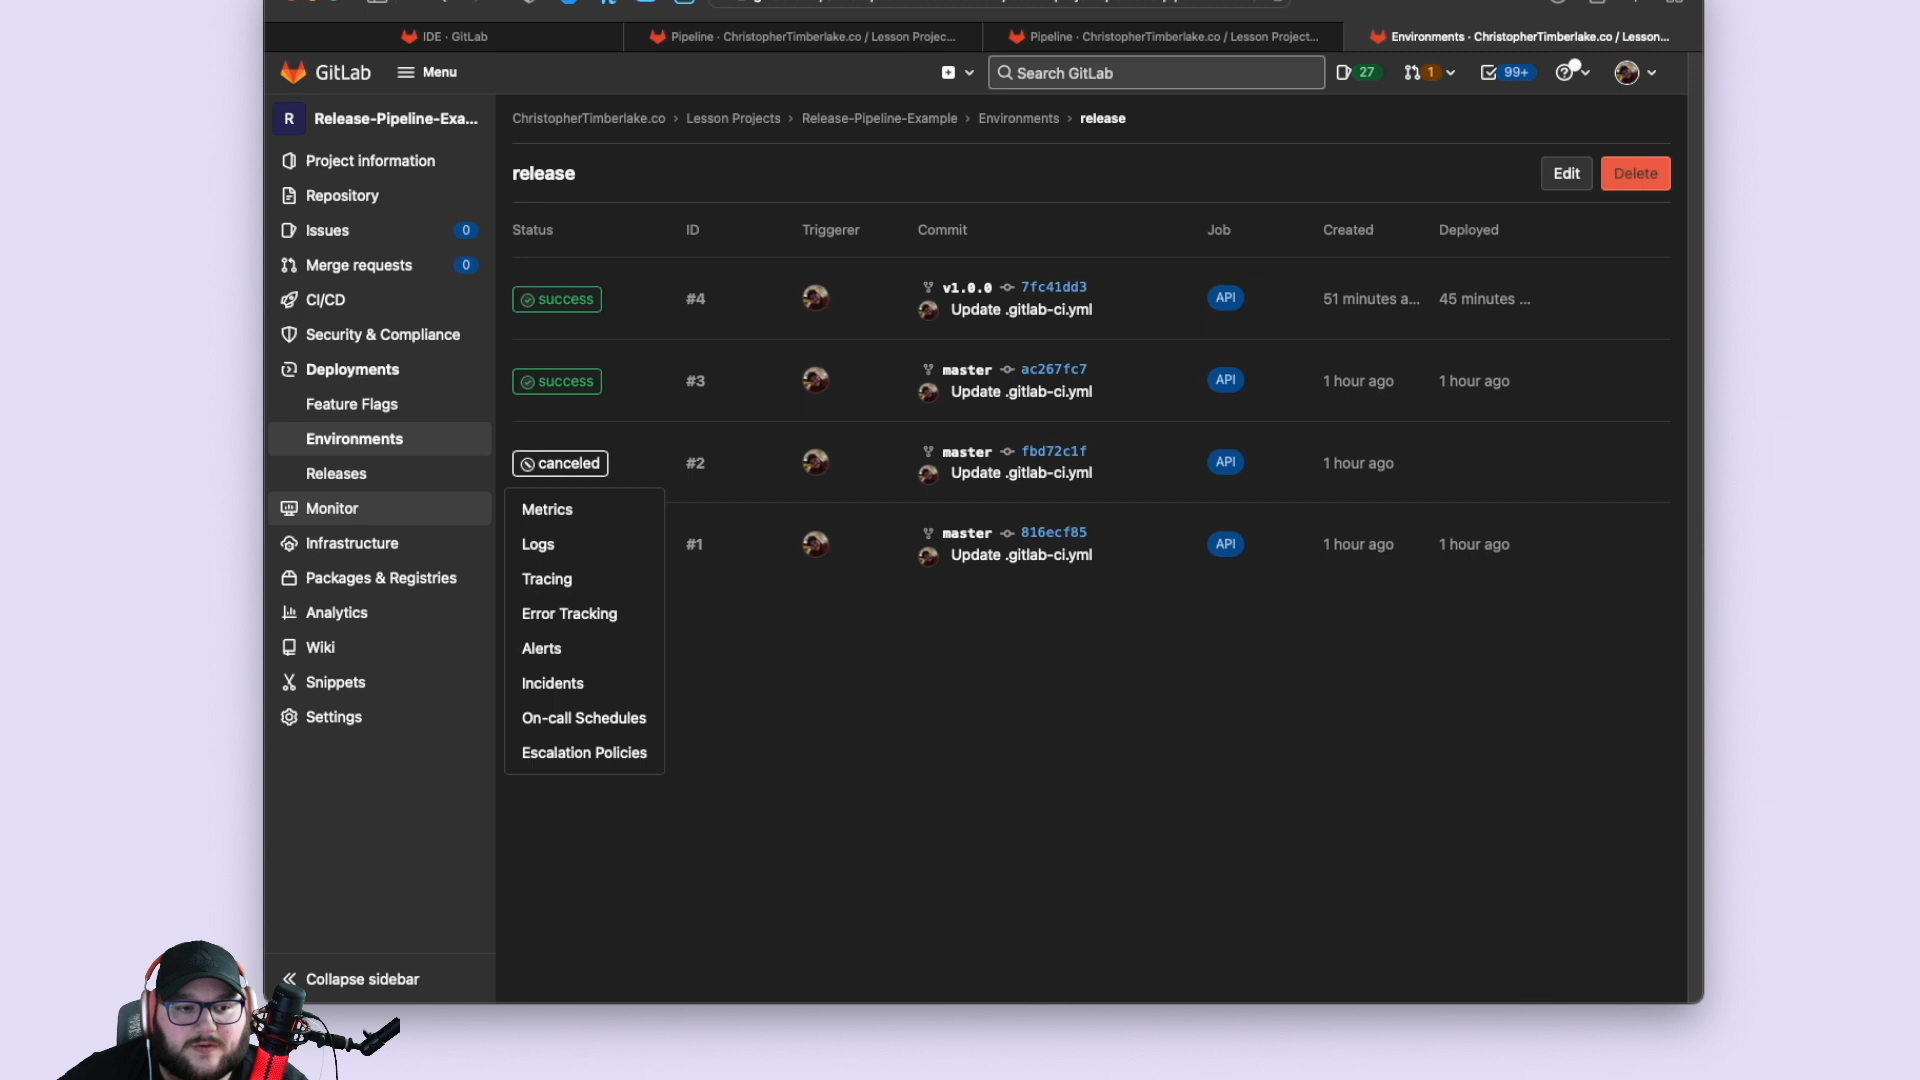 IDE · GitLab
Pipeline · ChristopherTimberlake.co / Lesson Projec...
Pipeline · ChristopherTimberlake.co / Lesson Project...
Environments · ChristopherTimberlake.co / Lesson...
GitLab
Menu
Search GitLab
27
1
99+
R
Release-Pipeline-Exa...
ChristopherTimberlake.co › Lesson Projects › Release-Pipeline-Example › Environments › release
Project information
Repository
Issues 0
Merge requests 0
CI/CD
Security & Compliance
Deployments
Feature Flags
Environments
Releases
Monitor
Infrastructure
Packages & Registries
Analytics
Wiki
Snippets
Settings
Collapse sidebar
release
Edit
Delete
Status ID Triggerer Commit Job Created Deployed
success #4 v1.0.0 7fc41dd3 API 51 minutes a... 45 minutes ...
Update .gitlab-ci.yml
success #3 master ac267fc7 API 1 hour ago 1 hour ago
Update .gitlab-ci.yml
canceled #2 master fbd72c1f API 1 hour ago
Update .gitlab-ci.yml
#1 master 816ecf85 API 1 hour ago 1 hour ago
Update .gitlab-ci.yml
Metrics
Logs
Tracing
Error Tracking
Alerts
Incidents
On-call Schedules
Escalation Policies